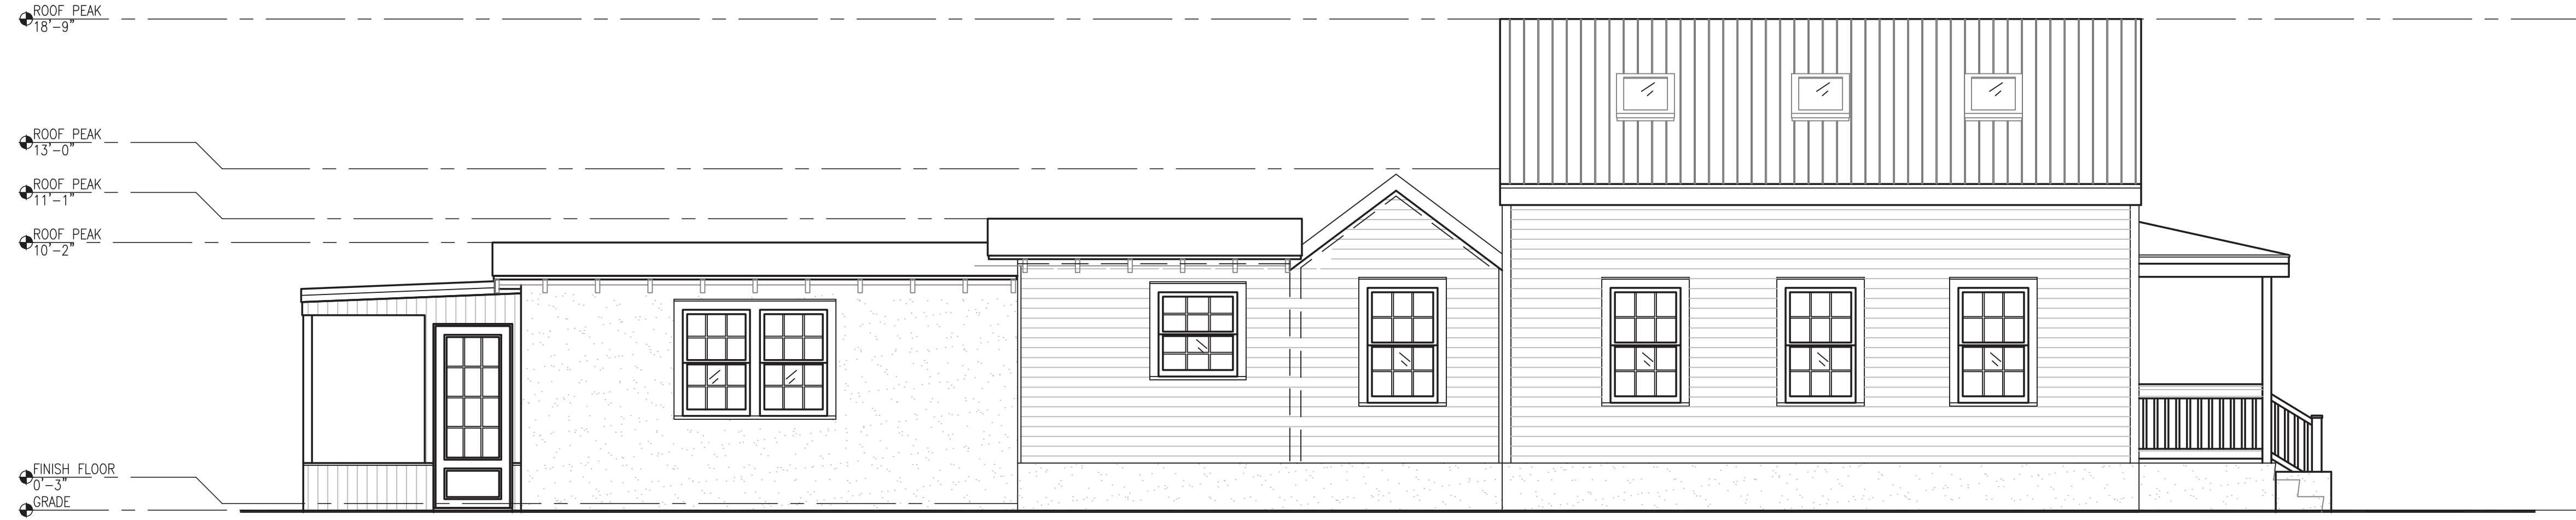 ROOF PEAK
18'-9"
ROOF PEAK
13'-0"
ROOF PEAK
11'-1"
ROOF PEAK
10'-2"
FINISH FLOOR
0'-3"
GRADE